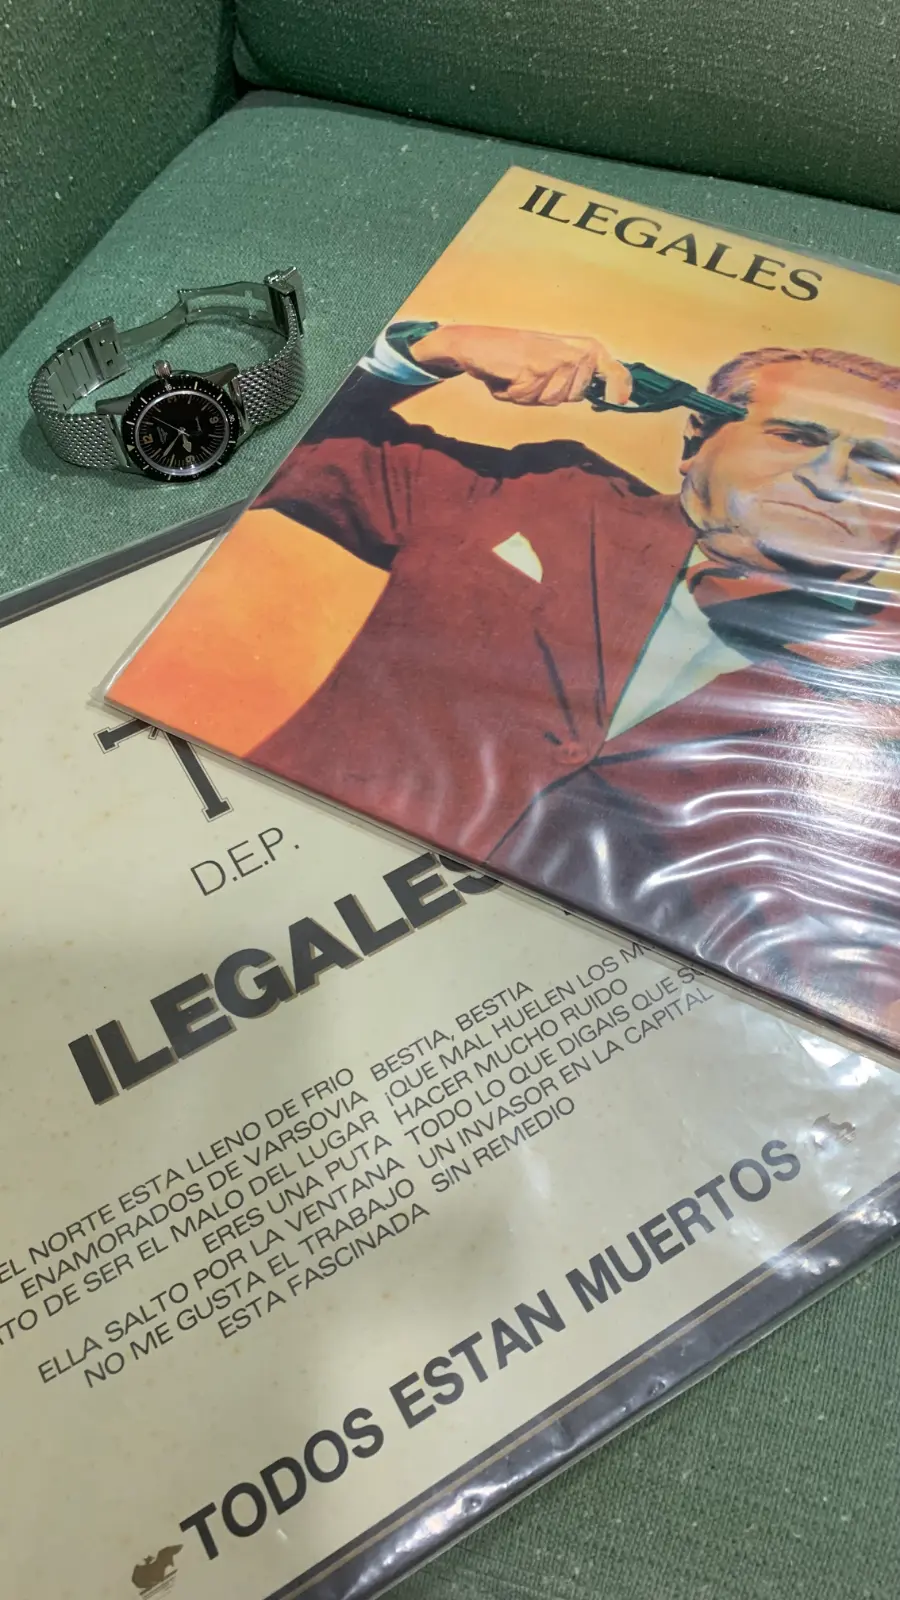 ILEGALES
D.E.P.
ILEGALES
EL NORTE ESTA LLENO DE FRIO
ENAMORADOS DE VARSOVIA
DE SER EL MALO DEL LUGAR
ERES UNA PUTA
ELLA SALTO POR LA VENTANA
NO ME GUSTA EL TRABAJO
ESTA FASCINADA
BESTIA, BESTIA
¡QUE MAL HUELEN LOS
HACER MUCHO RUIDO
TODO LO QUE DIGAIS QUE
UN INVASOR EN LA CAPITAL
SIN REMEDIO
TODOS ESTAN MUERTOS